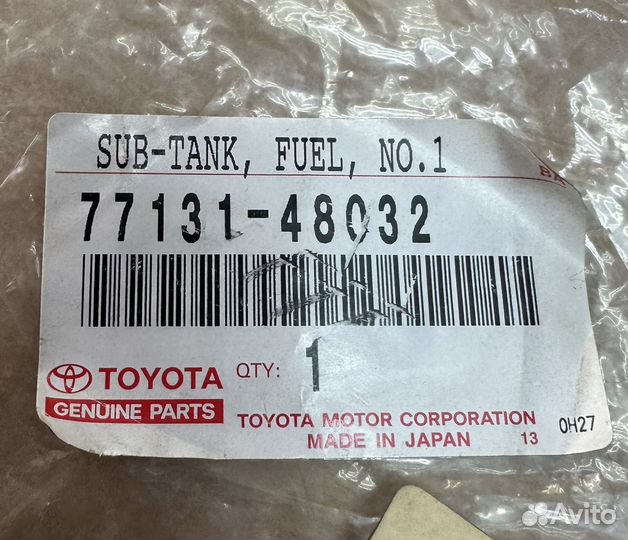 SUB-TANK, FUEL, NO.1
77131-48032
TOYOTA QTY: 1
GENUINE PARTS
TOYOTA MOTOR CORPORATION
MADE IN JAPAN 13 0H27
Avito